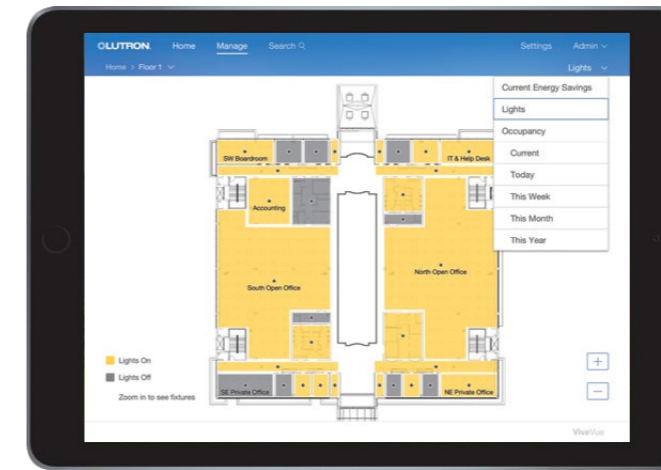 LUTRON Home Manage Search Settings Admin
Home > Floor 1 Lights
Current Energy Savings
Lights
Occupancy
Current
Today
This Week
This Month
This Year
SW Boardroom IT & Help Desk
Accounting
North Open Office
South Open Office
Lights On
Lights Off
SE Private Office NE Private Office
Zoom in to see fixtures
ViveVue